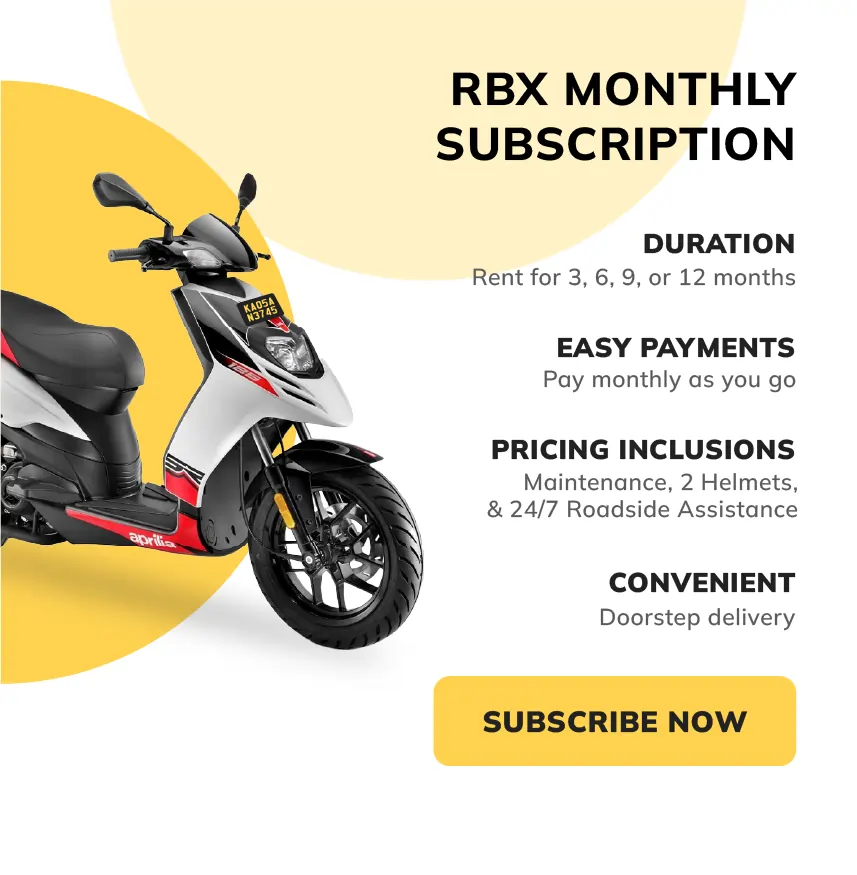 RBX MONTHLY
SUBSCRIPTION
DURATION
Rent for 3, 6, 9, or 12 months
KA05A
N3745
EASY PAYMENTS
Pay monthly as you go
PRICING INCLUSIONS
Maintenance, 2 Helmets,
& 24/7 Roadside Assistance
aprilia
CONVENIENT
Doorstep delivery
SUBSCRIBE NOW